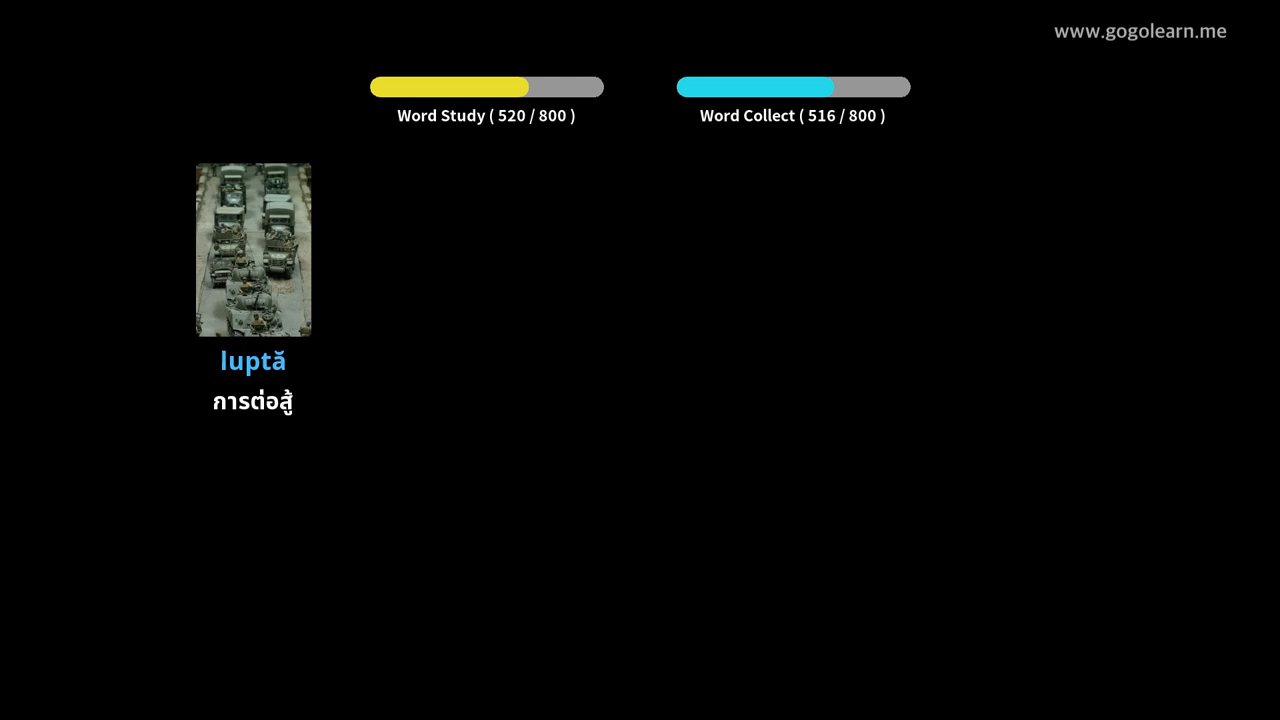 www.gogolearn.me
Word Study ( 520 / 800 )
Word Collect ( 516 / 800 )
luptă
การต่อสู้